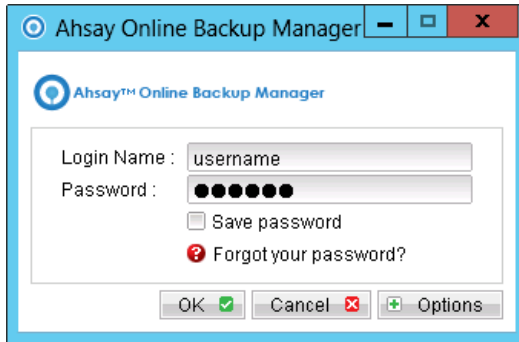 Ahsay Online Backup Manager
Ahsay™ Online Backup Manager
Login Name : username
Password : ●●●●●●
Save password
Forgot your password?
OK Cancel Options